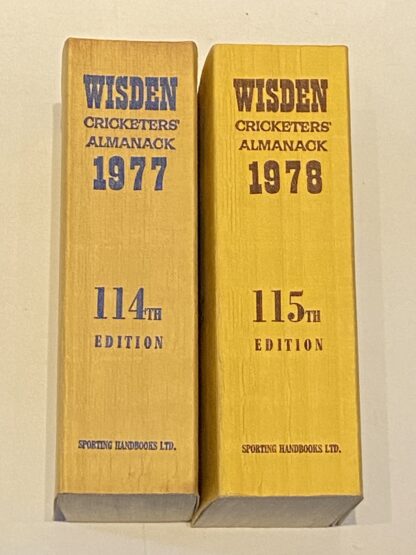 WISDEN
CRICKETERS'
ALMANACK
1977
114TH
EDITION
SPORTING HANDBOOKS LTD.
WISDEN
CRICKETERS'
ALMANACK
1978
115TH
EDITION
SPORTING HANDBOOKS LTD.